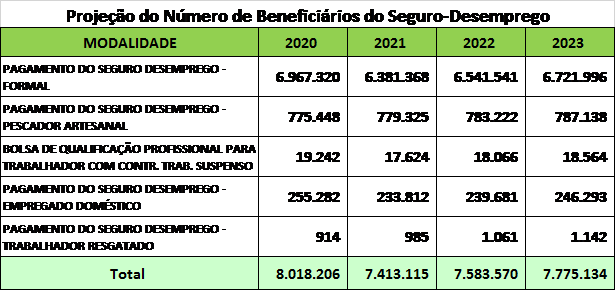 Projeção do Número de Beneficiários do Seguro-Desemprego
MODALIDADE 2020 2021 2022 2023
PAGAMENTO DO SEGURO DESEMPREGO -
FORMAL 6.967.320 6.381.368 6.541.541 6.721.996
PAGAMENTO DO SEGURO DESEMPREGO -
PESCADOR ARTESANAL 775.448 779.325 783.222 787.138
BOLSA DE QUALIFICAÇÃO PROFISSIONAL PARA
TRABALHADOR COM CONTR. TRAB. SUSPENSO 19.242 17.624 18.066 18.564
PAGAMENTO DO SEGURO DESEMPREGO -
EMPREGADO DOMÉSTICO 255.282 233.812 239.681 246.293
PAGAMENTO DO SEGURO DESEMPREGO -
TRABALHADOR RESGATADO 914 985 1.061 1.142
Total 8.018.206 7.413.115 7.583.570 7.775.134